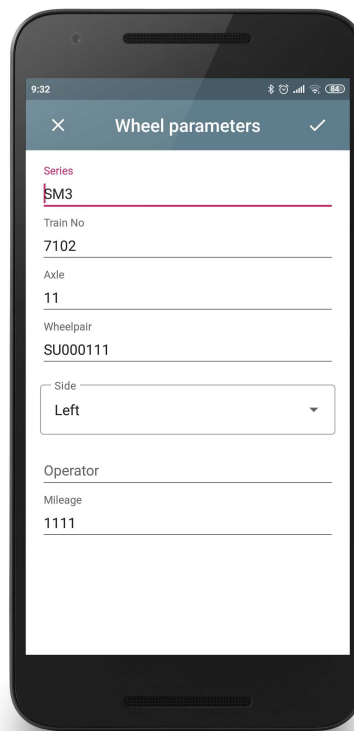 9:32
84
Wheel parameters
Series
SM3
Train No
7102
Axle
11
Wheelpair
SU000111
Side
Left
Operator
Mileage
1111